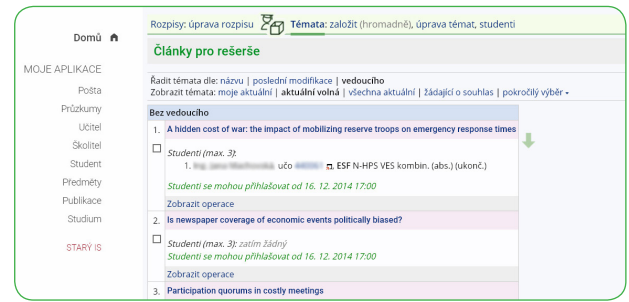 Domů
MOJE APLIKACE
Pošta
Průzkumy
Učitel
Školitel
Student
Předměty
Publikace
Studium
STARÝ IS
Rozpisy: úprava rozpisu
Témata: založit (hromadně), úprava témat, studenti
Články pro rešerše
Řadit témata dle: názvu | poslední modifikace | vedoucího
Zobrazit témata: moje aktuální | aktuální volná | všechna aktuální | žádající o souhlas | pokročilý výběr
Bez vedoucího
1. A hidden cost of war: the impact of mobilizing reserve troops on emergency response times
Studenti (max. 3):
1. učo , ESF N-HPS VES kombin. (abs.) (ukonč.)
Studenti se mohou přihlašovat od 16. 12. 2014 17:00
Zobrazit operace
2. Is newspaper coverage of economic events politically biased?
Studenti (max. 3): zatím žádný
Studenti se mohou přihlašovat od 16. 12. 2014 17:00
Zobrazit operace
3. Participation quorums in costly meetings